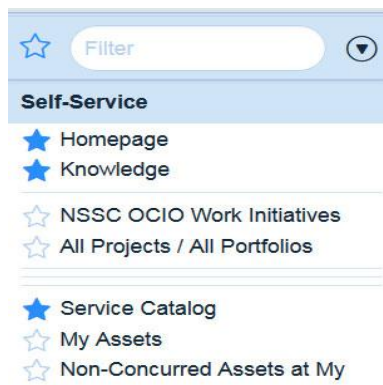 Filter
Self-Service
Homepage
Knowledge
NSSC OCIO Work Initiatives
All Projects / All Portfolios
Service Catalog
My Assets
Non-Concurred Assets at My